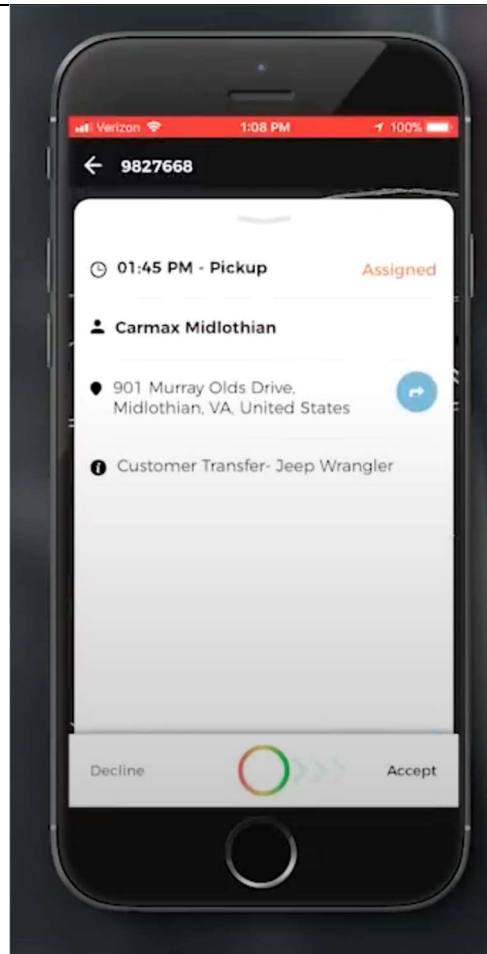 Verizon 1:08 PM 100%
9827668
01:45 PM - Pickup Assigned
Carmax Midlothian
901 Murray Olds Drive,
Midlothian, VA, United States
Customer Transfer- Jeep Wrangler
Decline Accept